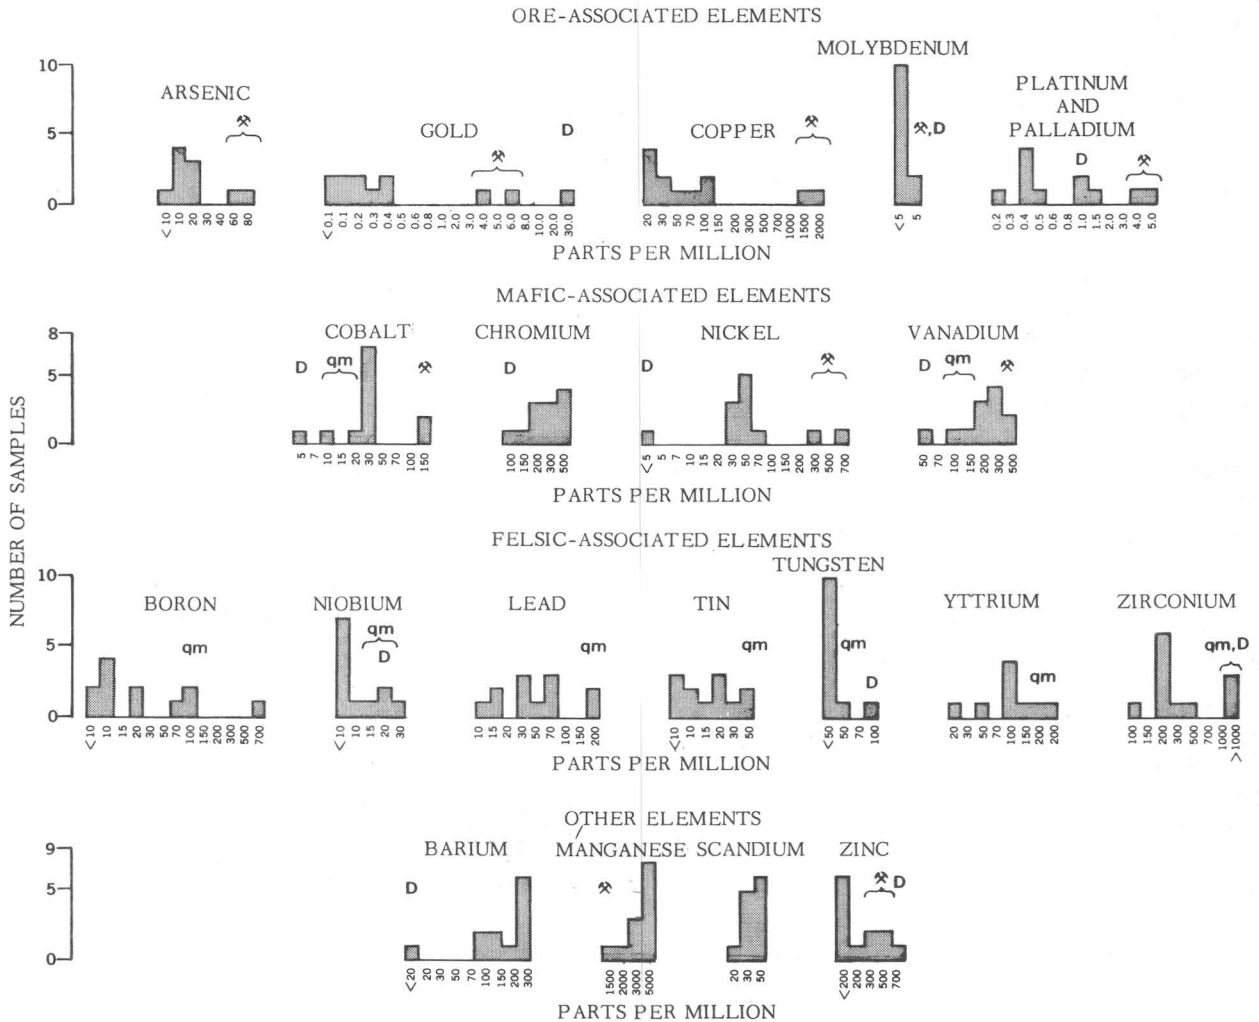 ORE-ASSOCIATED ELEMENTS
MOLYBDENUM
10
ARSENIC
PLATINUM
AND
PALLADIUM
GOLD
D
COPPER
5
,D
D
0
<10 10 20 30 40 60 80
<0.1 0.1 0.2 0.3 0.4 0.5 0.6 0.8 1.0 2.0 3.0 4.0 5.0 6.0 8.0 10.0 20.0 30.0
20 30 50 70 100 150 200 300 500 700 1000 1500 2000
<5 5
0.2 0.3 0.4 0.5 0.6 0.8 1.0 1.5 2.0 3.0 4.0 5.0
PARTS PER MILLION
MAFIC-ASSOCIATED ELEMENTS
8
COBALT
CHROMIUM
NICKEL
VANADIUM
5
D
qm
D
D
D
qm
0
5 7 10 15 20 30 50 70 100 150
100 150 200 300 500
<5 5 7 10 15 20 30 50 70 100 150 200 300 500 700
50 70 100 150 200 300 500
PARTS PER MILLION
NUMBER OF SAMPLES
FELSIC-ASSOCIATED ELEMENTS
TUNGSTEN
10
BORON
NIOBIUM
LEAD
TIN
YTTRIUM
ZIRCONIUM
5
qm
qm
D
qm
qm
qm
D
qm
qm,D
0
<10 10 15 20 30 50 70 100 150 200 300 500 700
<10 10 15 20 30
10 15 20 30 50 70 100 150 200
<10 10 15 20 30 50
<50 50 70 100
20 30 50 70 100 150 200 200
100 150 200 300 500 700 1000 >1000
PARTS PER MILLION
OTHER ELEMENTS
9
BARIUM
MANGANESE
SCANDIUM
ZINC
5
D
D
0
<20 20 30 50 70 100 150 200 300
1500 2000 3000 5000
20 30 50
<200 200 300 500 700
PARTS PER MILLION